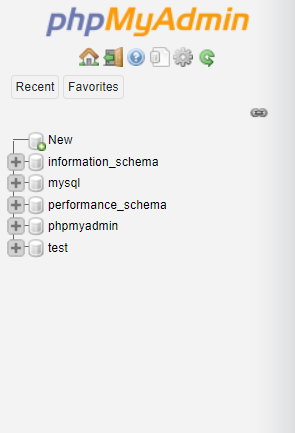 phpMyAdmin
Recent Favorites
New
information_schema
mysql
performance_schema
phpmyadmin
test